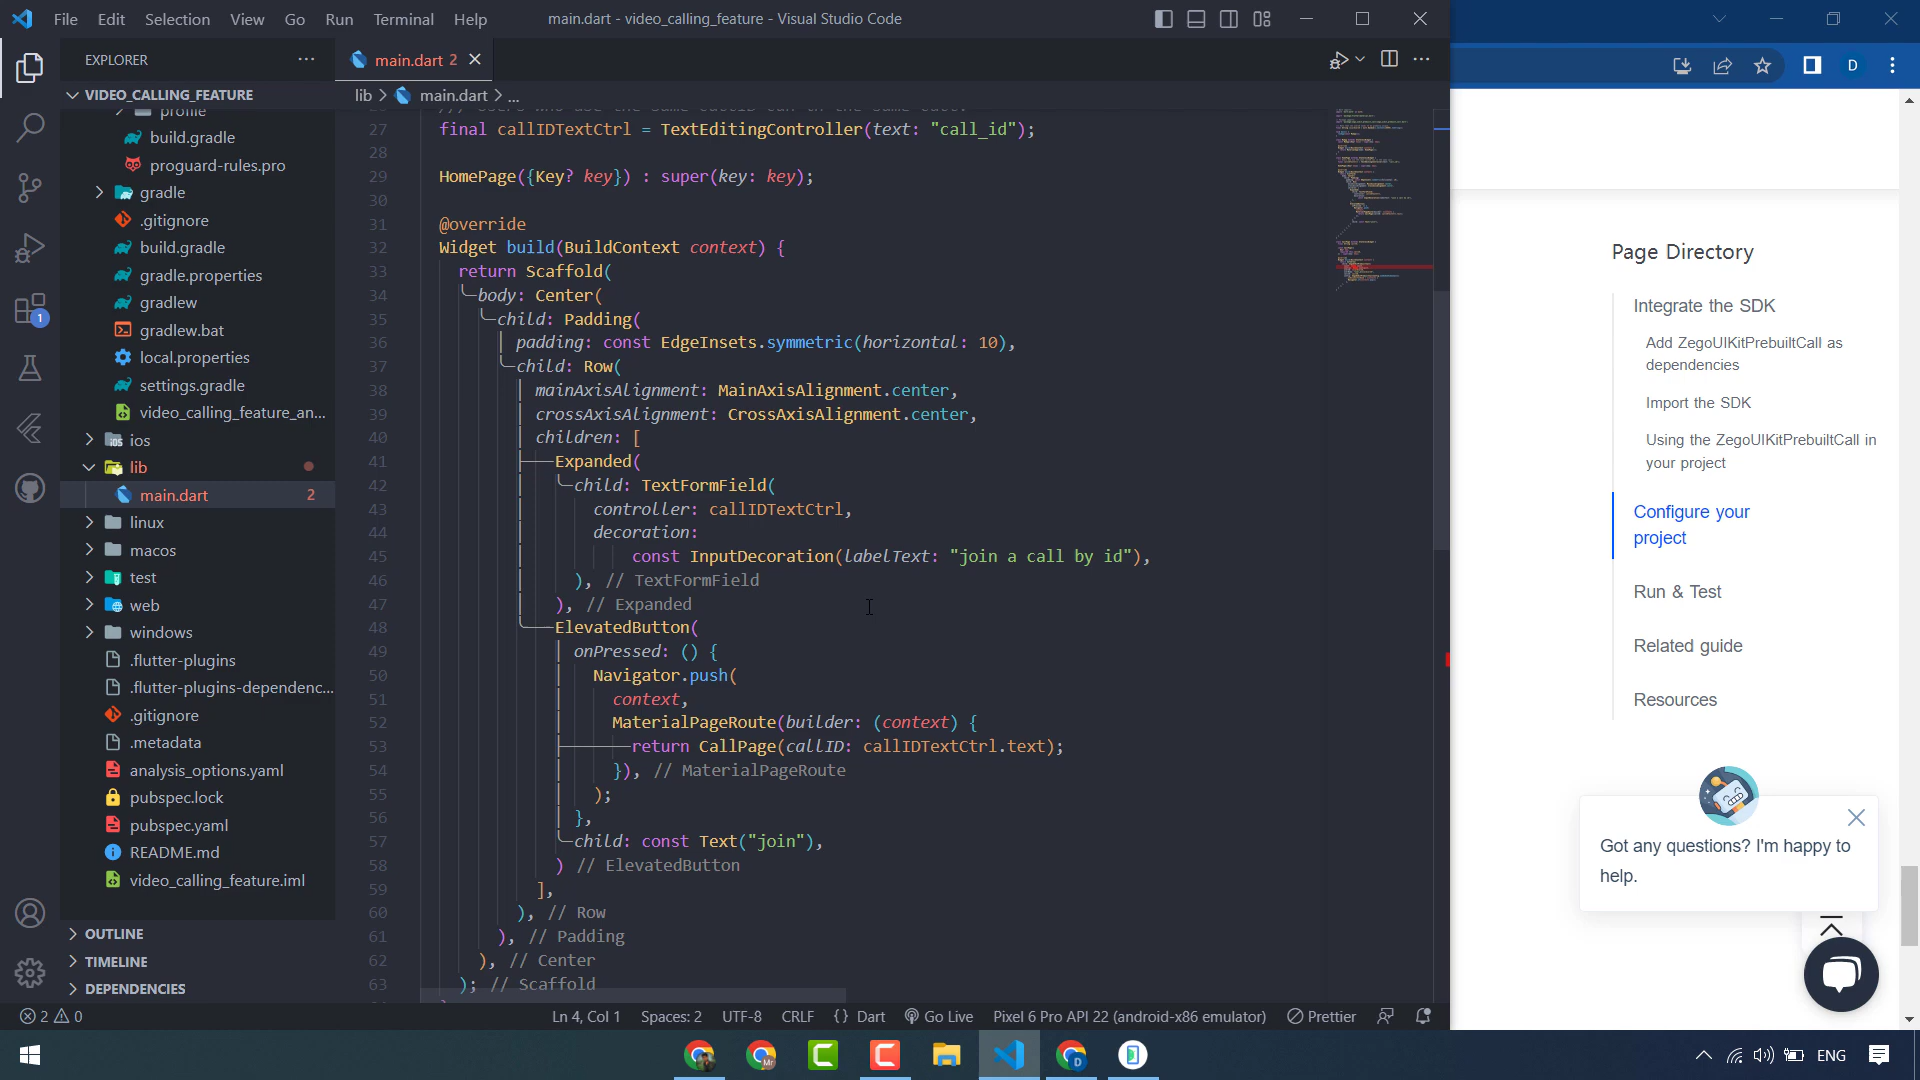 File Edit Selection View Go Run Terminal Help
main.dart - video_calling_feature - Visual Studio Code
EXPLORER
VIDEO_CALLING_FEATURE
profile
build.gradle
proguard-rules.pro
gradle
.gitignore
build.gradle
gradle.properties
gradlew
gradlew.bat
local.properties
settings.gradle
video_calling_feature_an...
ios
lib
main.dart 2
linux
macos
test
web
windows
.flutter-plugins
.flutter-plugins-dependenc...
.gitignore
.metadata
analysis_options.yaml
pubspec.lock
pubspec.yaml
README.md
video_calling_feature.iml
OUTLINE
TIMELINE
DEPENDENCIES
1
main.dart 2
lib > main.dart > ...
27 final callIDTextCtrl = TextEditingController(text: "call_id");
28
29 HomePage({Key? key}) : super(key: key);
30
31 @override
32 Widget build(BuildContext context) {
33 return Scaffold(
34 body: Center(
35 child: Padding(
36 padding: const EdgeInsets.symmetric(horizontal: 10),
37 child: Row(
38 mainAxisAlignment: MainAxisAlignment.center,
39 crossAxisAlignment: CrossAxisAlignment.center,
40 children: [
41 Expanded(
42 child: TextFormField(
43 controller: callIDTextCtrl,
44 decoration:
45 const InputDecoration(labelText: "join a call by id"),
46 ), // TextFormField
47 ), // Expanded
48 ElevatedButton(
49 onPressed: () {
50 Navigator.push(
51 context,
52 MaterialPageRoute(builder: (context) {
53 return CallPage(callID: callIDTextCtrl.text);
54 }), // MaterialPageRoute
55 );
56 },
57 child: const Text("join"),
58 ) // ElevatedButton
59 ],
60 ), // Row
61 ), // Padding
62 ), // Center
63 ); // Scaffold
2 0
Ln 4, Col 1 Spaces: 2 UTF-8 CRLF {} Dart Go Live Pixel 6 Pro API 22 (android-x86 emulator) Prettier
D
Page Directory
Integrate the SDK
Add ZegoUIKitPrebuiltCall as
dependencies
Import the SDK
Using the ZegoUIKitPrebuiltCall in
your project
Configure your
project
Run & Test
Related guide
Resources
Got any questions? I'm happy to
help.
ENG